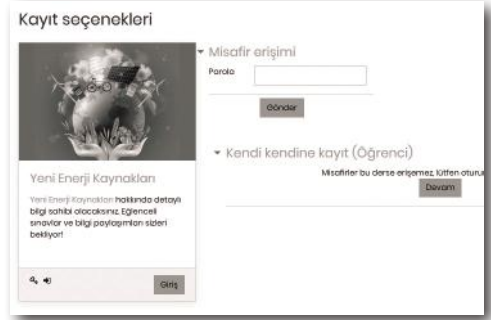 Kayıt seçenekleri
Misafir erişimi
Parola
Gönder
Kendi kendine kayıt (Öğrenci)
Misafirler bu derse erişemez, lütfen oturu
Devam
Yeni Enerji Kaynakları
Yeni Enerji Kaynakları hakkında detaylı
bilgi sahibi olacaksınız. Eğlenceli
sınavlar ve bilgi paylaşımları sizleri
bekliyor!
Giriş